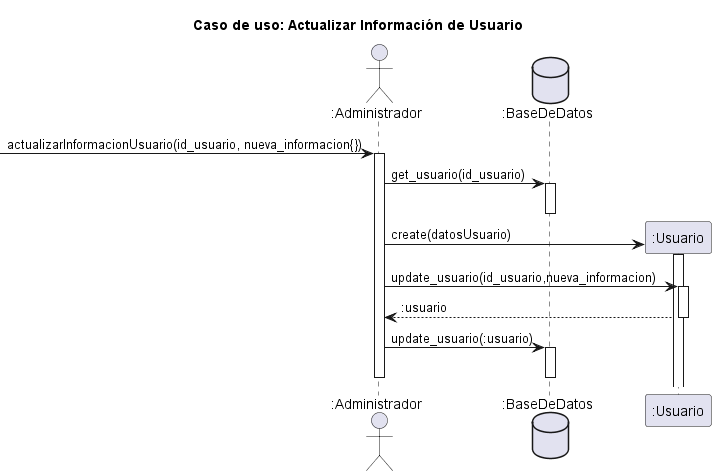 Caso de uso: Actualizar Información de Usuario
:Administrador
:BaseDeDatos
actualizarInformacionUsuario(id_usuario, nueva_informacion{})
get_usuario(id_usuario)
create(datosUsuario)
:Usuario
update_usuario(id_usuario,nueva_informacion)
:usuario
update_usuario(:usuario)
:Administrador
:BaseDeDatos
:Usuario